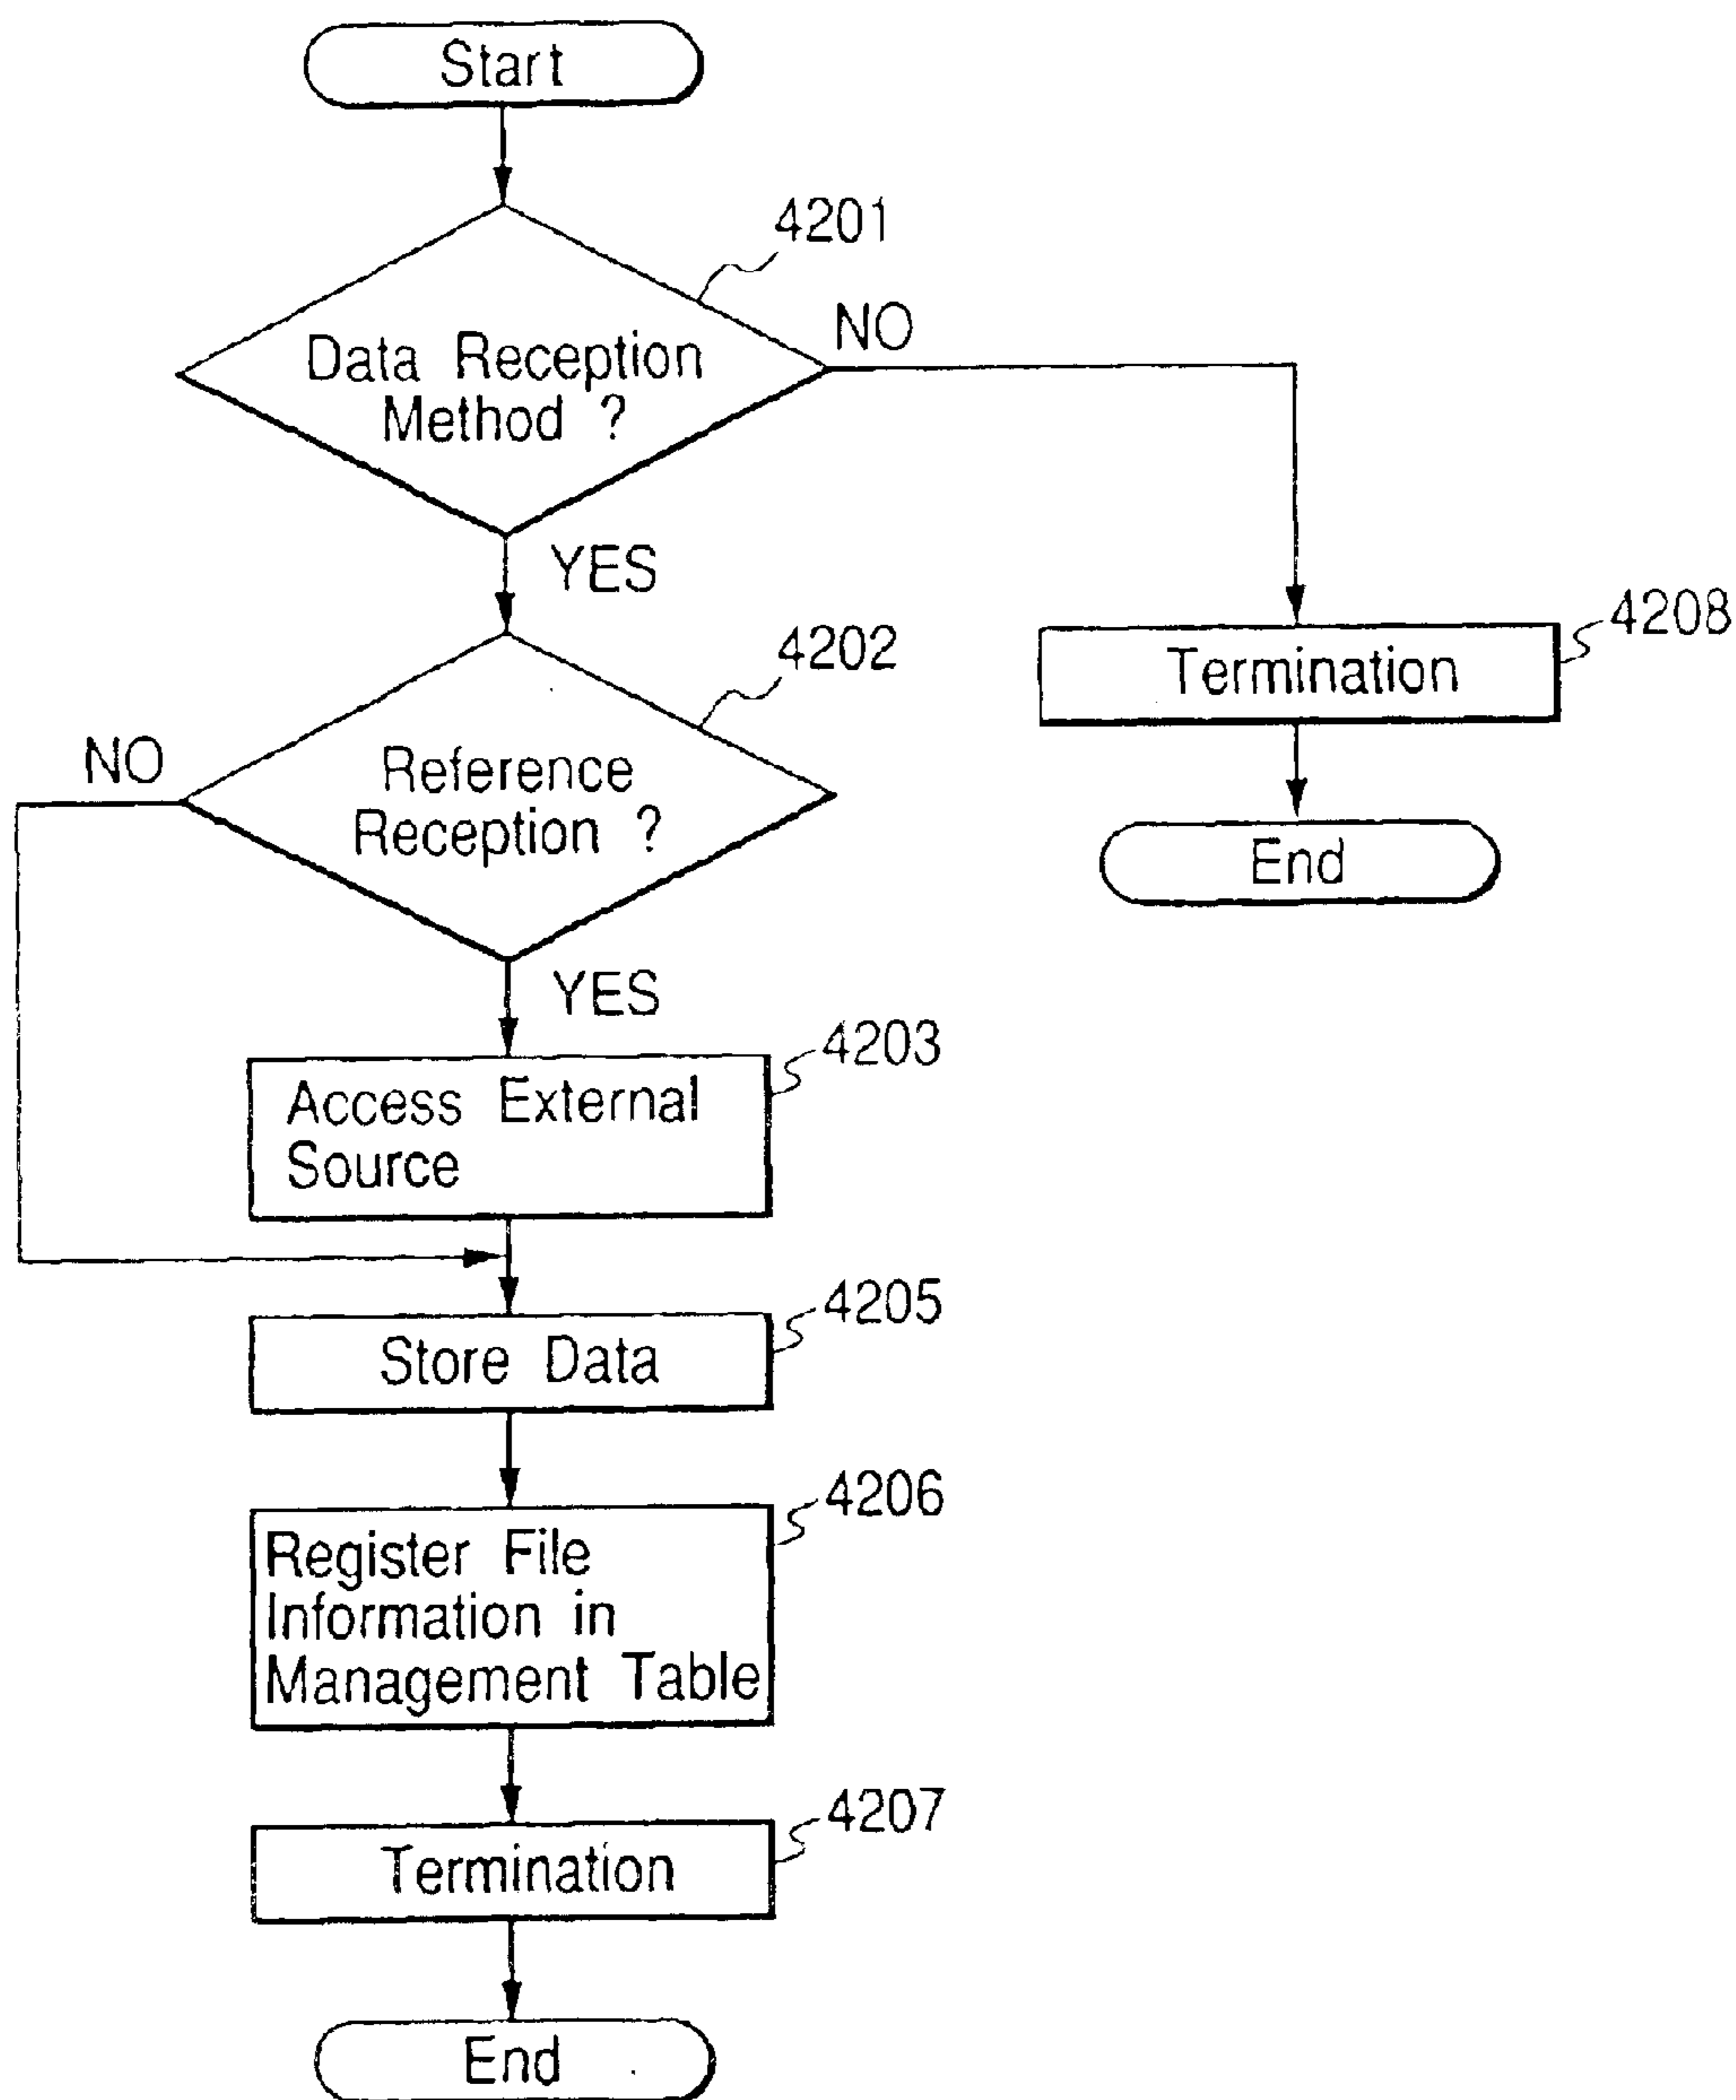 Start
4201
NO
Data Reception
Method ?
YES
4202
4208
Termination
NO
Reference
Reception ?
End
YES
4203
Access External
Source
4205
Store Data
4206
Register File
Information in
Management Table
4207
Termination
End